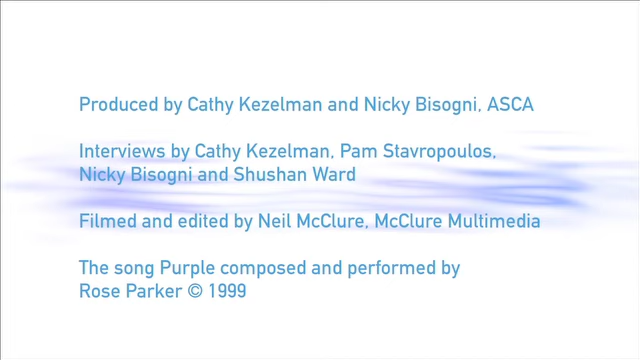 Produced by Cathy Kezelman and Nicky Bisogni, ASCA
Interviews by Cathy Kezelman, Pam Stavropoulos,
Nicky Bisogni and Shushan Ward
Filmed and edited by Neil McClure, McClure Multimedia
The song Purple composed and performed by
Rose Parker © 1999